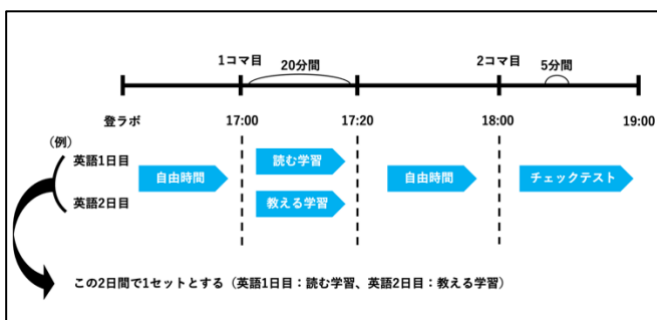 1コマ目 20分間 2コマ目 5分間
登ラボ 17:00 17:20 18:00 19:00
(例)
英語1日目 自由時間 読む学習 自由時間 チェックテスト
英語2日目 教える学習
この2日間で1セットとする(英語1日目:読む学習、英語2日目:教える学習)